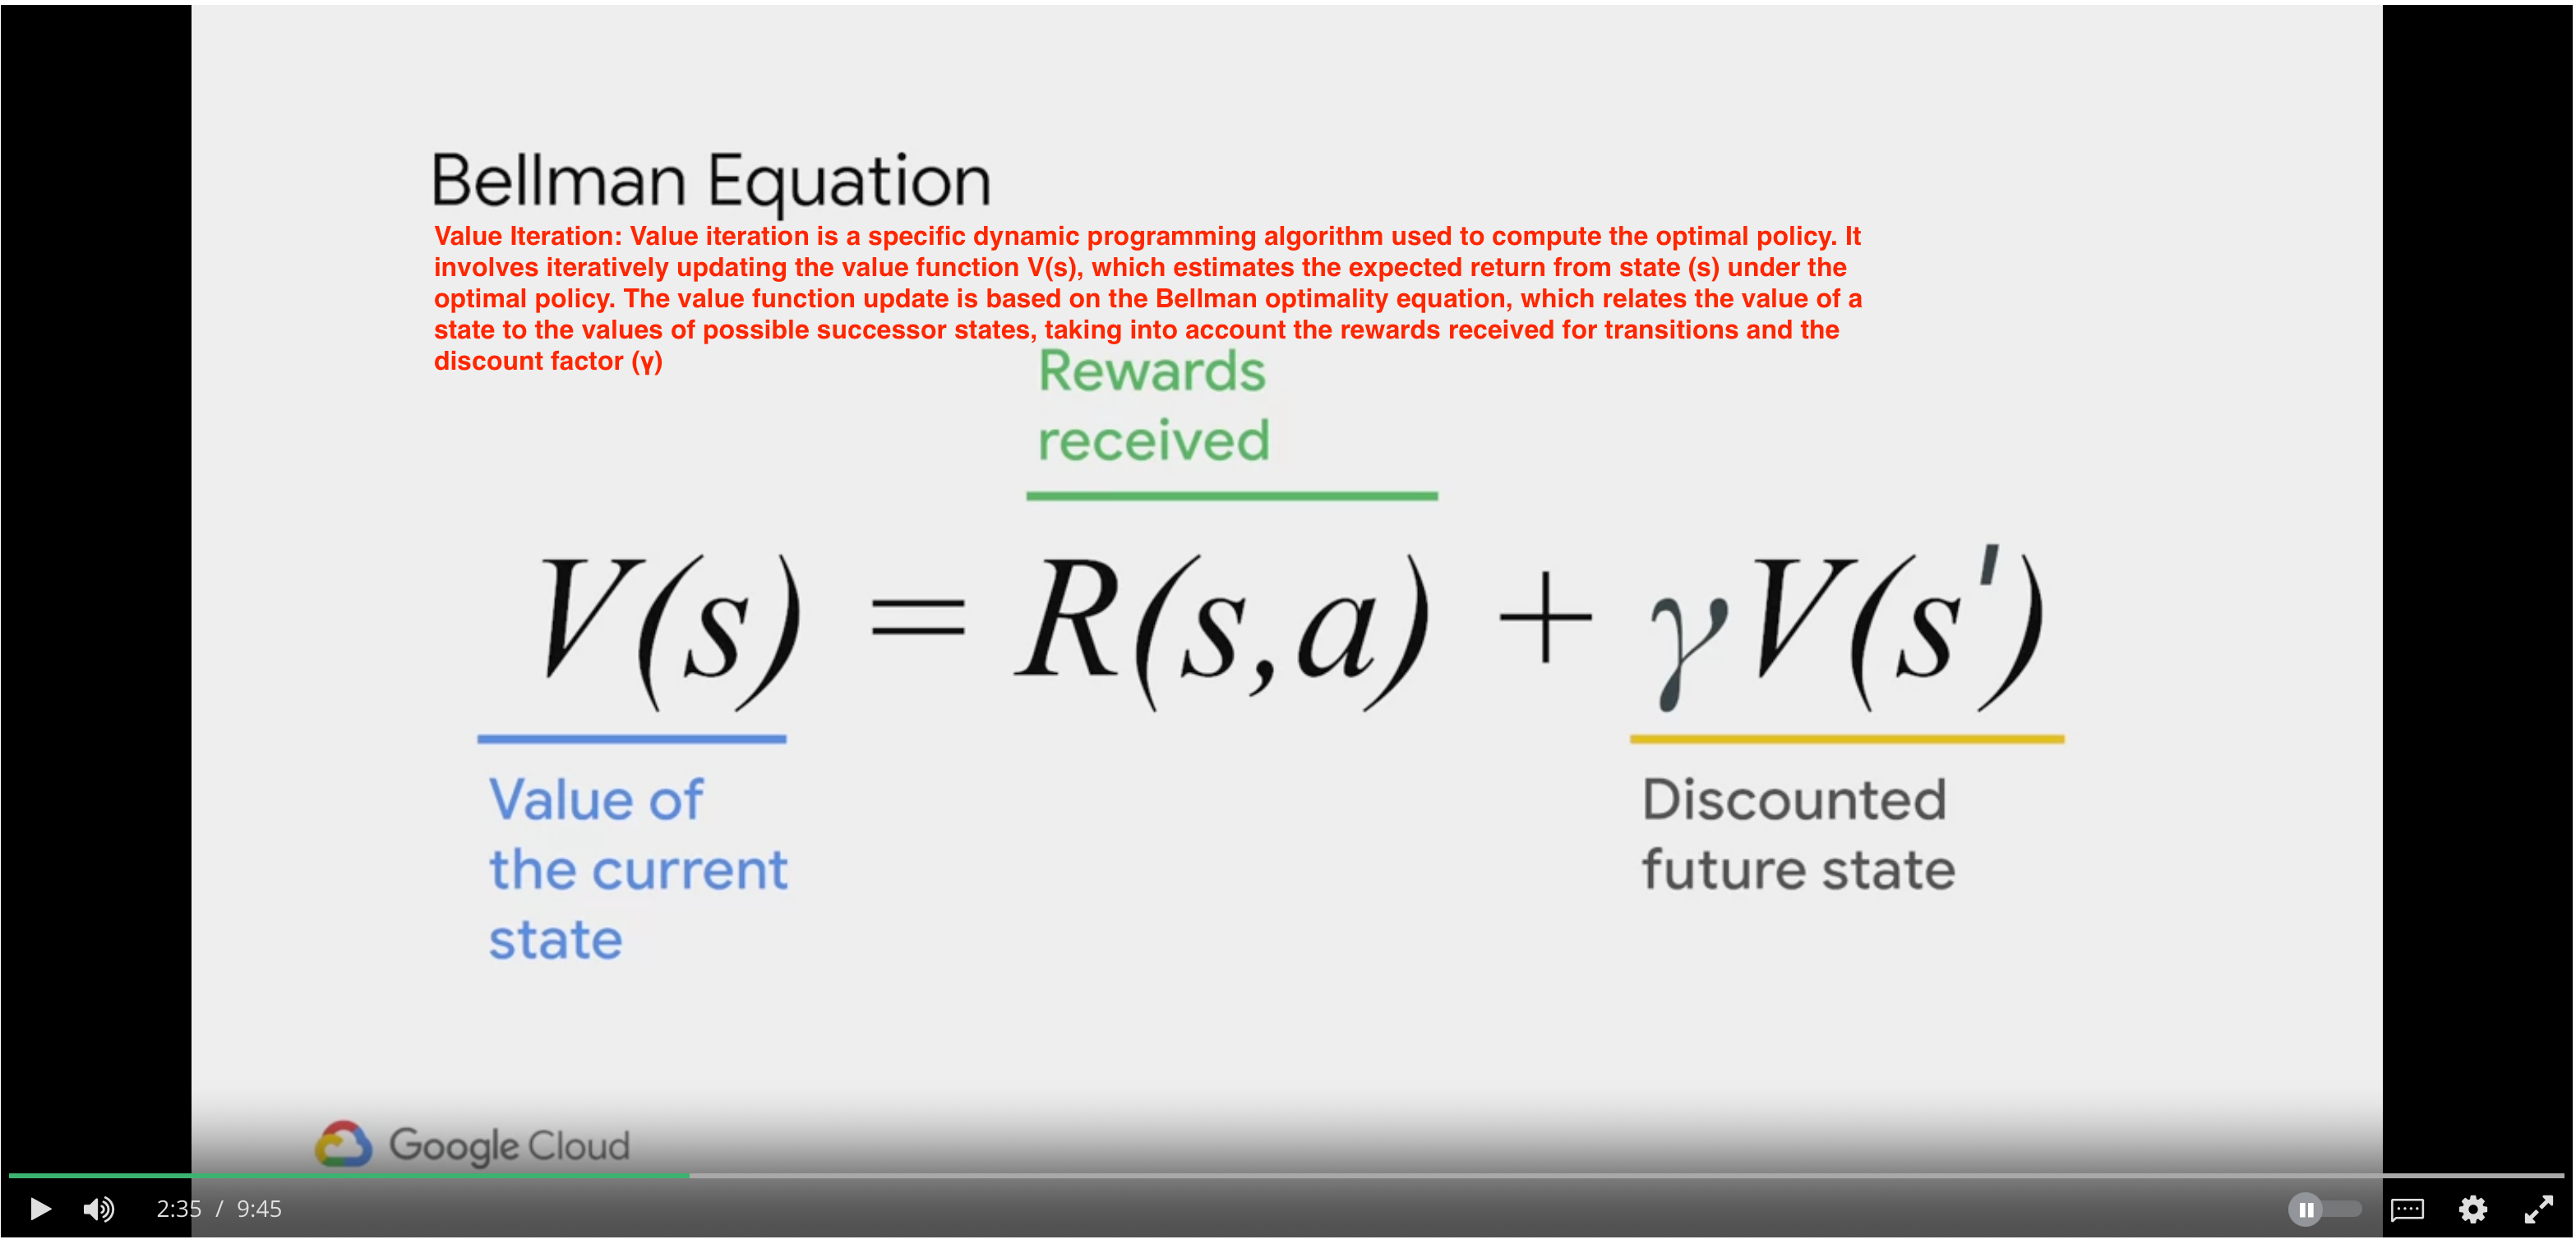 Bellman Equation
Value Iteration: Value iteration is a specific dynamic programming algorithm used to compute the optimal policy. It
involves iteratively updating the value function V(s), which estimates the expected return from state (s) under the
optimal policy. The value function update is based on the Bellman optimality equation, which relates the value of a
state to the values of possible successor states, taking into account the rewards received for transitions and the
discount factor (γ)
Rewards
received
V(s) = R(s,a) + γV(s')
Value of
the current
state
Discounted
future state
Google Cloud
2:35 / 9:45